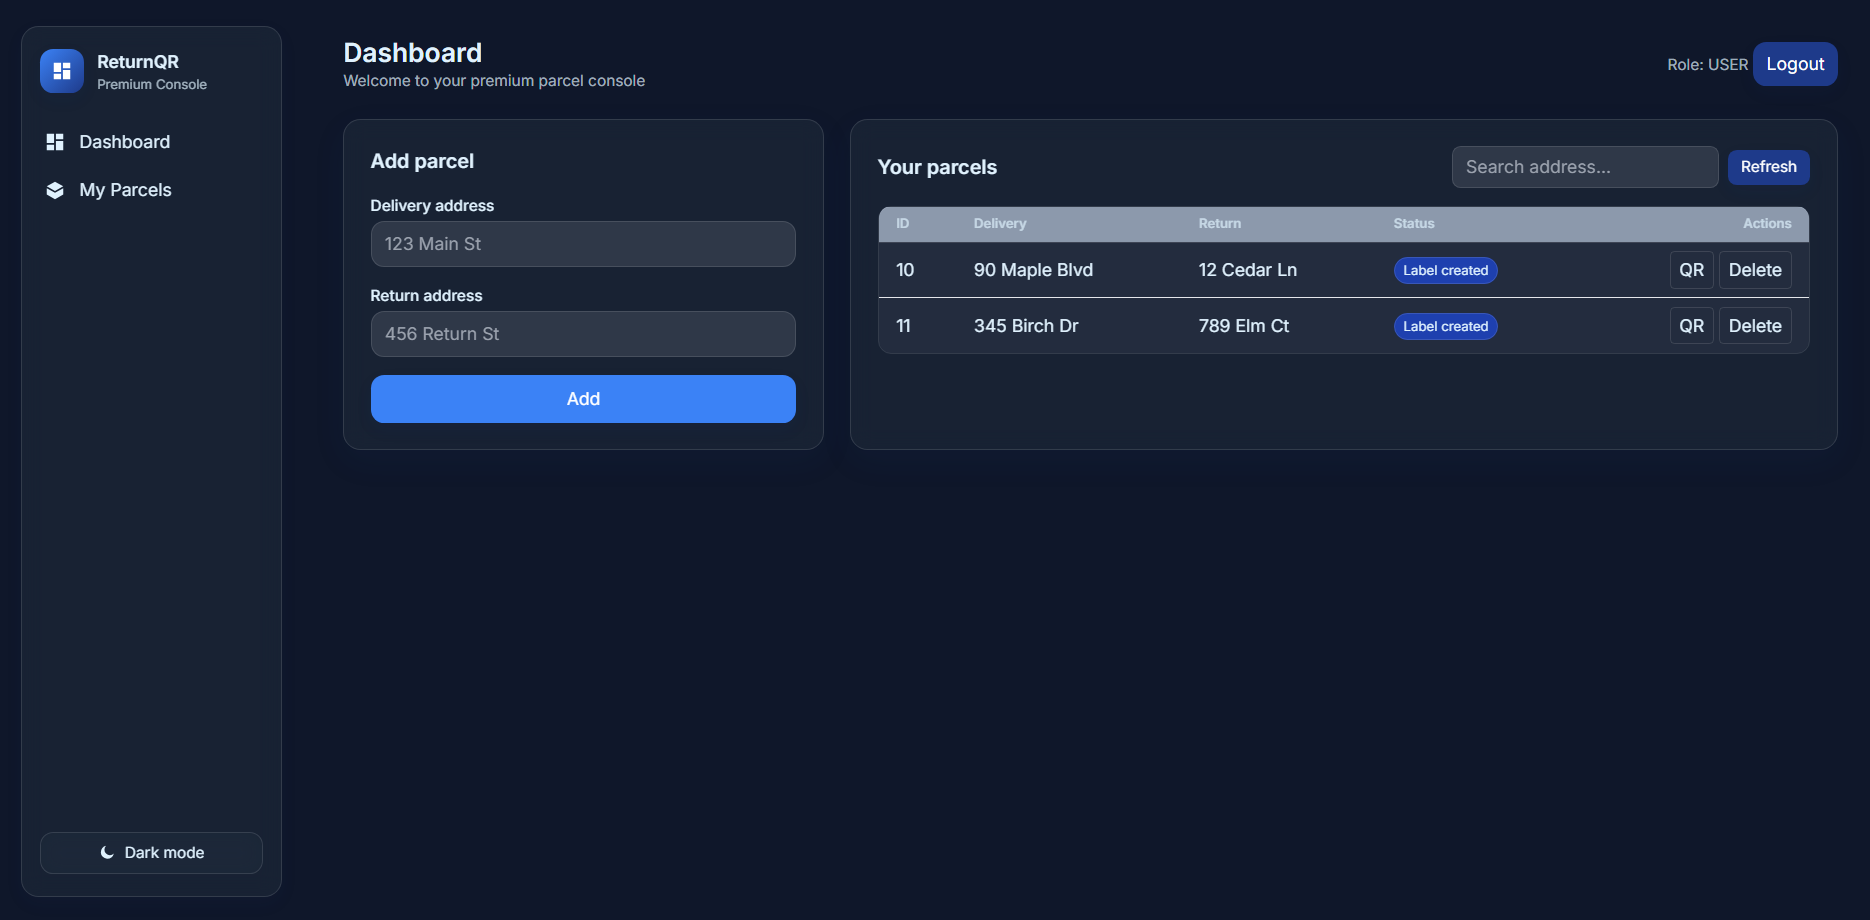 ReturnQR
Premium Console
Dashboard
My Parcels
Dark mode
Dashboard
Welcome to your premium parcel console
Role: USER Logout
Add parcel
Delivery address
123 Main St
Return address
456 Return St
Add
Your parcels
Search address... Refresh
ID Delivery Return Status Actions
10 90 Maple Blvd 12 Cedar Ln Label created QR Delete
11 345 Birch Dr 789 Elm Ct Label created QR Delete